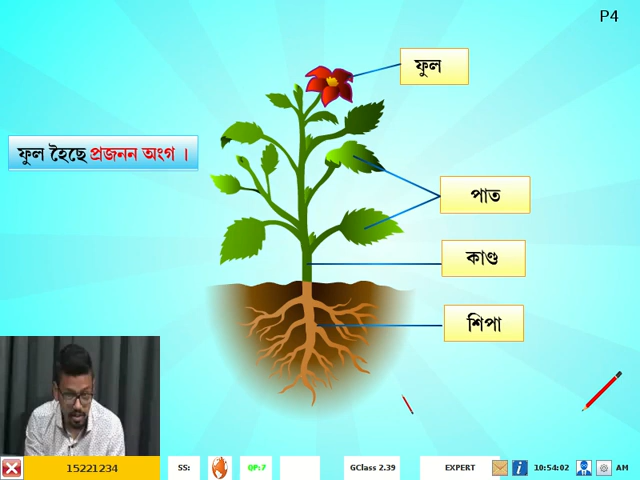 P4
ফুল
ফুল হৈছে প্ৰজনন অংগ ।
পাত
কাণ্ড
শিপা
15221234
SS:
QP:7
GClass 2.39
EXPERT
10:54:02
AM